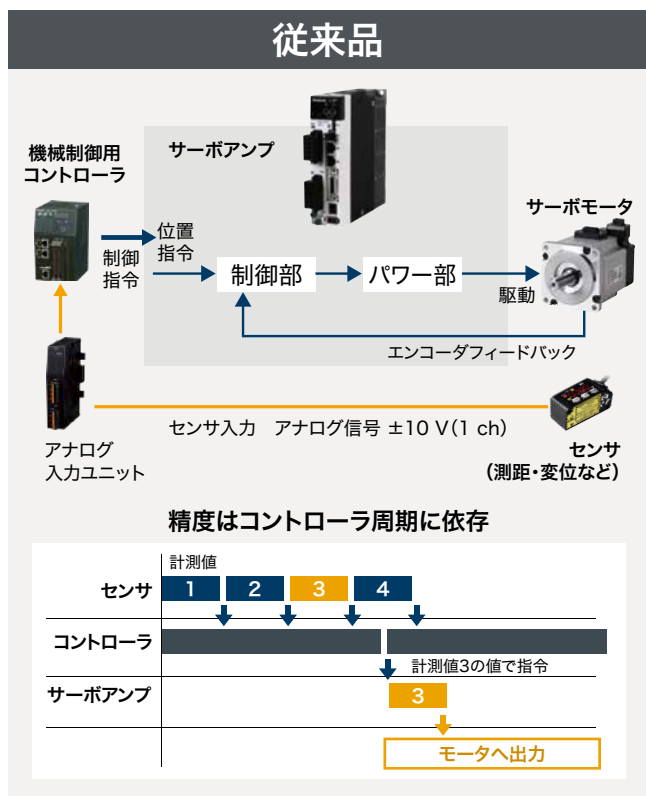 従来品
サーボアンプ
機械制御用
コントローラ
サーボモータ
位置
指令
制御
指令
制御部
パワー部
駆動
エンコーダフィードバック
センサ入力 アナログ信号 ±10 V(1 ch)
アナログ
入力ユニット
センサ
(測距・変位など)
精度はコントローラ周期に依存
計測値
センサ 1 2 3 4
コントローラ
計測値3の値で指令
サーボアンプ 3
モータへ出力